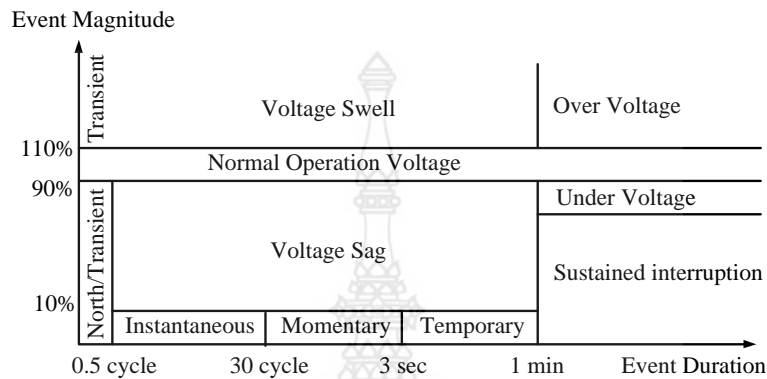 Event Magnitude
Transient
Voltage Swell
Over Voltage
110%
Normal Operation Voltage
90%
Under Voltage
North/Transient
Voltage Sag
Sustained interruption
10%
Instantaneous
Momentary
Temporary
0.5 cycle
30 cycle
3 sec
1 min
Event Duration